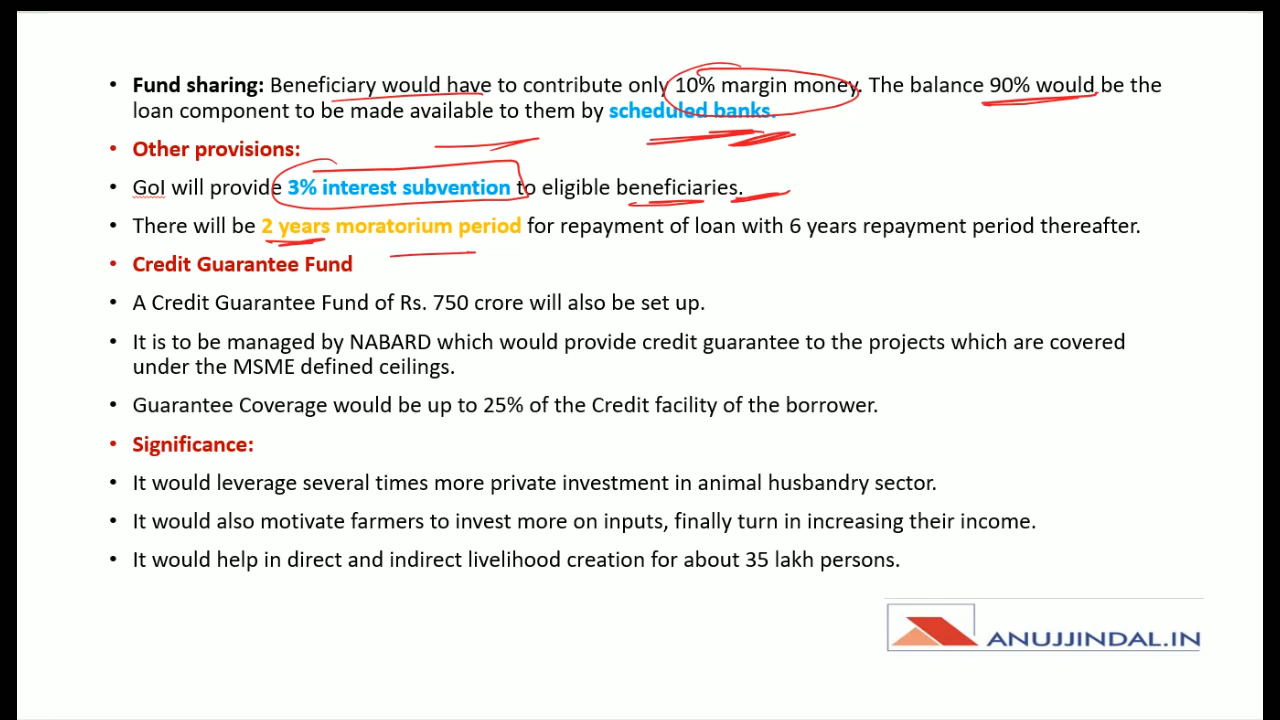 • Fund sharing: Beneficiary would have to contribute only 10% margin money. The balance 90% would be the
loan component to be made available to them by scheduled banks.
• Other provisions:
• GoI will provide 3% interest subvention to eligible beneficiaries.
• There will be 2 years moratorium period for repayment of loan with 6 years repayment period thereafter.
• Credit Guarantee Fund
• A Credit Guarantee Fund of Rs. 750 crore will also be set up.
• It is to be managed by NABARD which would provide credit guarantee to the projects which are covered
under the MSME defined ceilings.
• Guarantee Coverage would be up to 25% of the Credit facility of the borrower.
• Significance:
• It would leverage several times more private investment in animal husbandry sector.
• It would also motivate farmers to invest more on inputs, finally turn in increasing their income.
• It would help in direct and indirect livelihood creation for about 35 lakh persons.
ANUJJINDAL.IN